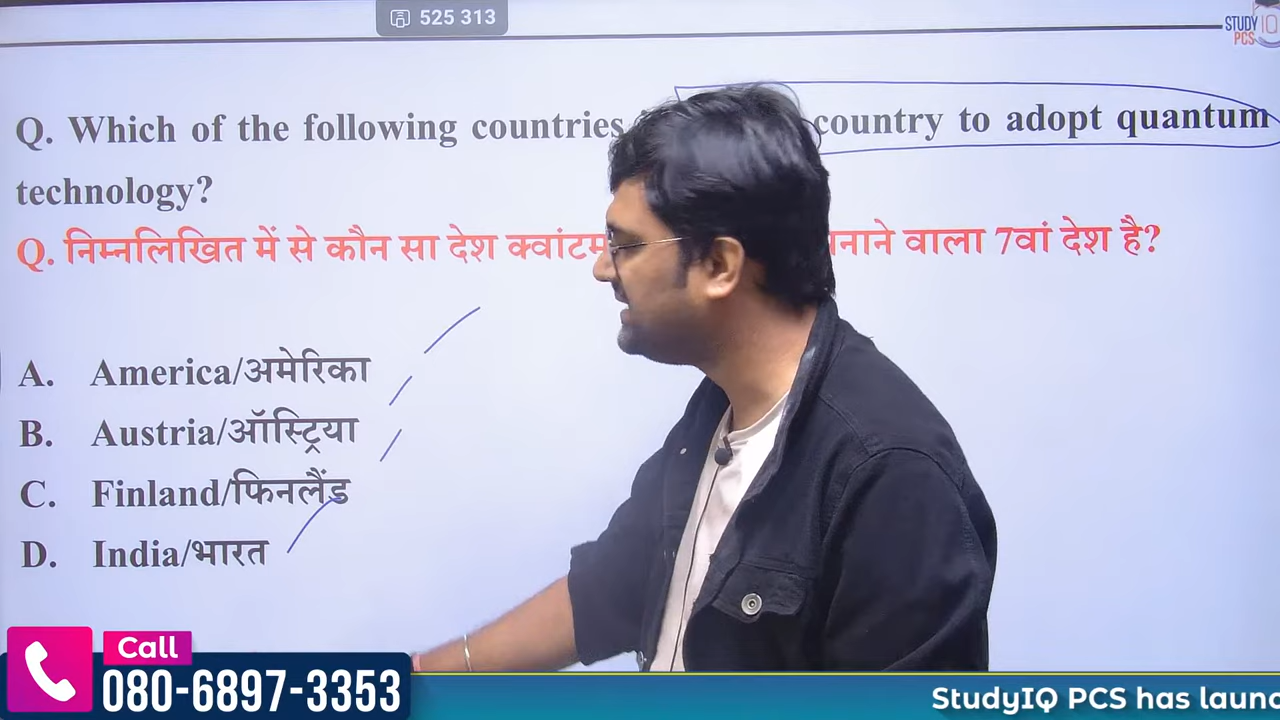 525 313
STUDY IQ
PCS
Q. Which of the following countries country to adopt quantum
technology?
Q. निम्नलिखित में से कौन सा देश क्वांटम वाला 7वां देश है?
A. America/अमेरिका
B. Austria/ऑस्ट्रिया
C. Finland/फिनलैंड
D. India/भारत
Call
080-6897-3353
StudyIQ PCS has